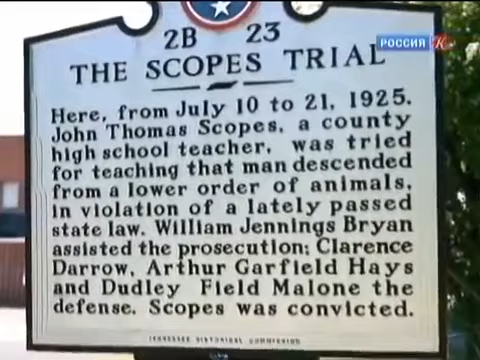 2B 23
РОССИЯ К
THE SCOPES TRIAL
Here, from July 10 to 21, 1925.
John Thomas Scopes, a county
high school teacher, was tried
for teaching that man descended
from a lower order of animals,
in violation of a lately passed
state law. William Jennings Bryan
assisted the prosecution; Clarence
Darrow, Arthur Garfield Hays
and Dudley Field Malone the
defense. Scopes was convicted.
TENNESSEE HISTORICAL COMMISSION